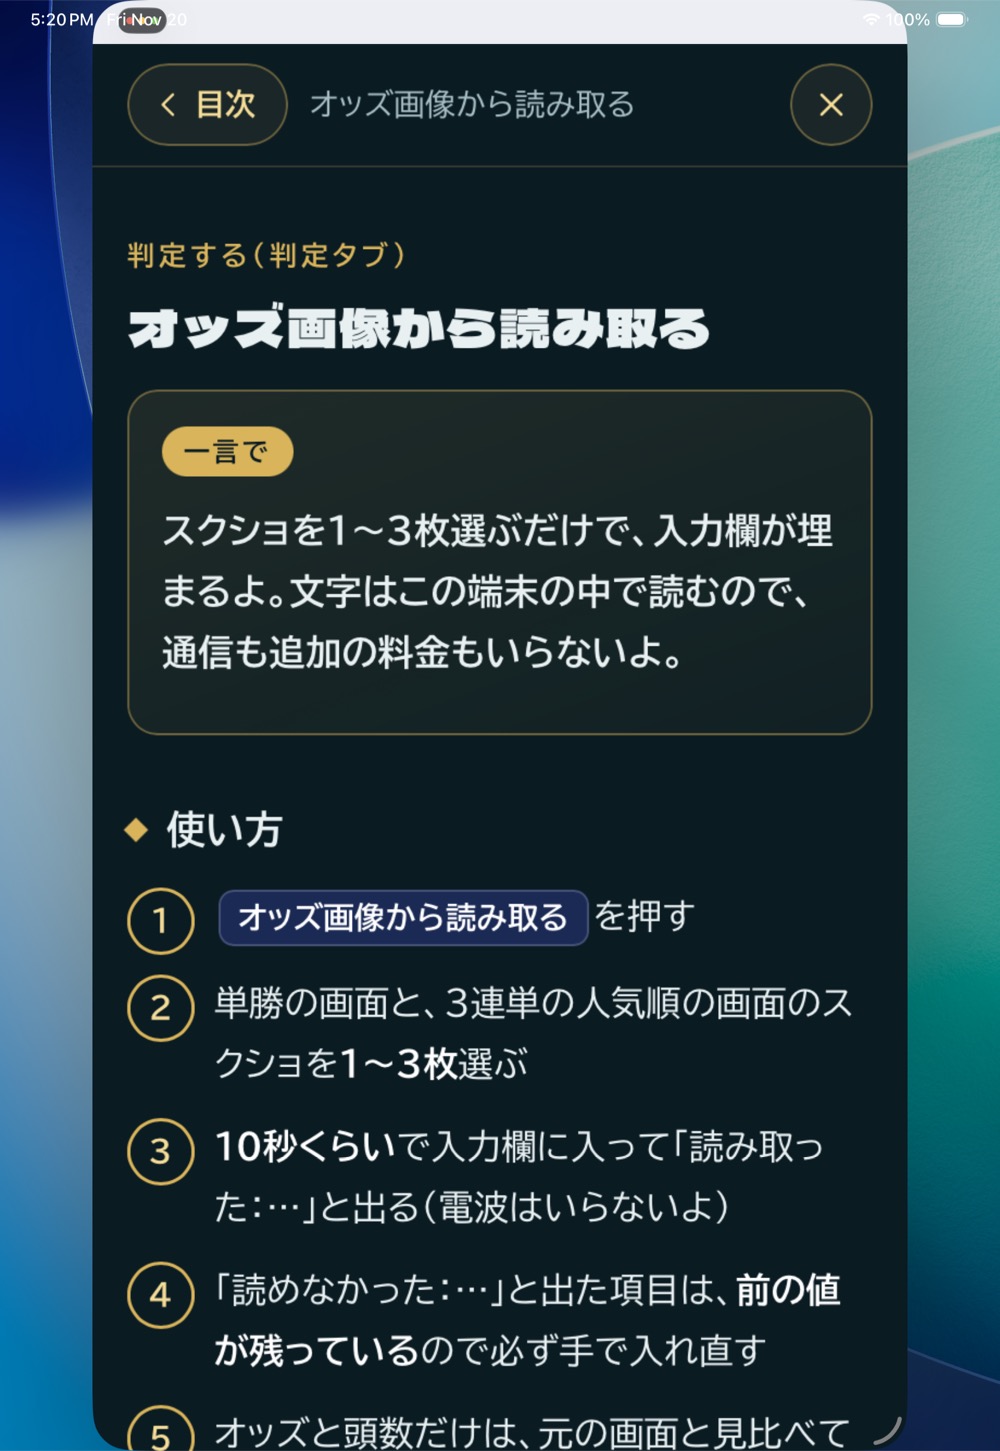 5:20 PM Fri Nov 20
100%
目次
オッズ画像から読み取る
判定する(判定タブ)
オッズ画像から読み取る
一言で
スクショを1〜3枚選ぶだけで、入力欄が埋
まるよ。文字はこの端末の中で読むので、
通信も追加の料金もいらないよ。
使い方
1 オッズ画像から読み取る を押す
2 単勝の画面と、3連単の人気順の画面のス
クショを1〜3枚選ぶ
3 10秒くらいで入力欄に入って「読み取っ
た：…」と出る(電波はいらないよ)
4 「読めなかった：…」と出た項目は、前の値
が残っているので必ず手で入れ直す
5 オッズと頭数だけは、元の画面と見比べて